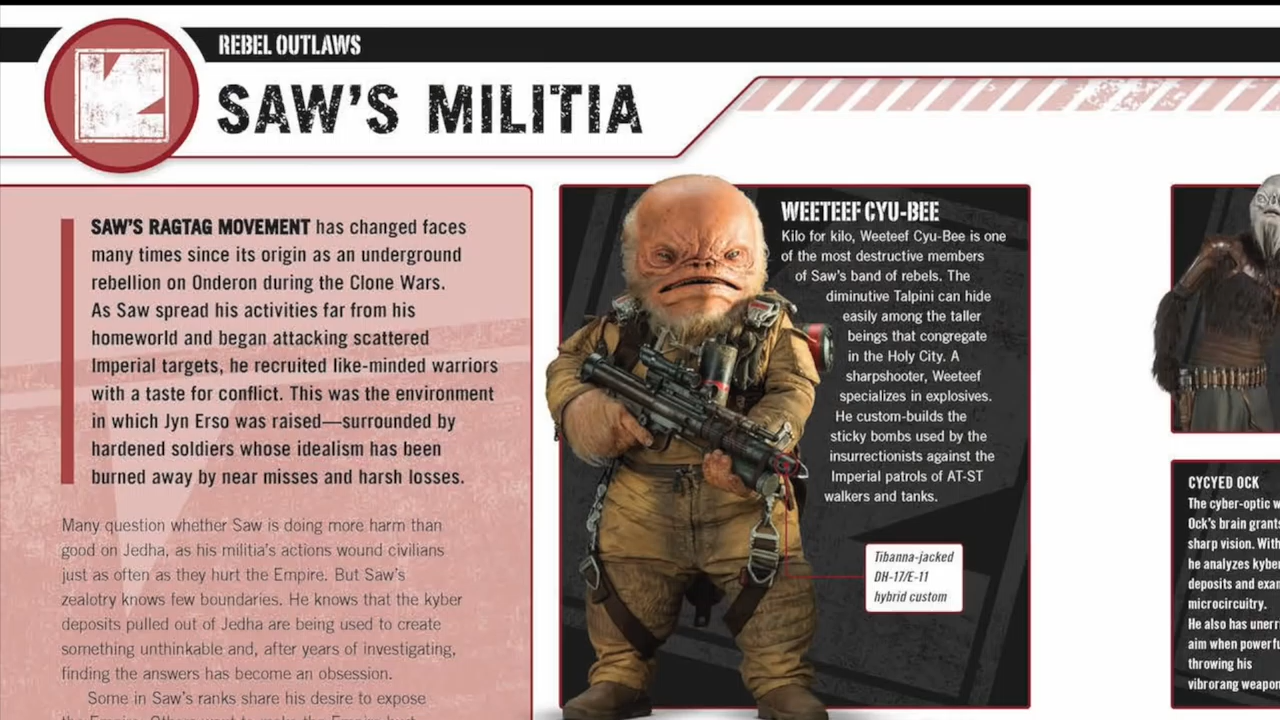 REBEL OUTLAWS
SAW'S MILITIA
SAW'S RAGTAG MOVEMENT has changed faces
many times since its origin as an underground
rebellion on Onderon during the Clone Wars.
As Saw spread his activities far from his
homeworld and began attacking scattered
Imperial targets, he recruited like-minded warriors
with a taste for conflict. This was the environment
in which Jyn Erso was raised—surrounded by
hardened soldiers whose idealism has been
burned away by near misses and harsh losses.
Many question whether Saw is doing more harm than
good on Jedha, as his militia's actions wound civilians
just as often as they hurt the Empire. But Saw's
zealotry knows few boundaries. He knows that the kyber
deposits pulled out of Jedha are being used to create
something unthinkable and, after years of investigating,
finding the answers has become an obsession.
Some in Saw's ranks share his desire to expose
WEETEEF CYU-BEE
Kilo for kilo, Weeteef Cyu-Bee is one
of the most destructive members
of Saw's band of rebels. The
diminutive Talpini can hide
easily among the taller
beings that congregate
in the Holy City. A
sharpshooter, Weeteef
specializes in explosives.
He custom-builds the
sticky bombs used by the
insurrectionists against the
Imperial patrols of AT-ST
walkers and tanks.
Tibanna-jacked
DH-17/E-11
hybrid custom
CYCYED OCK
The cyber-optic
Ock's brain
sharp vision. With
he analyzes
deposits and
microcircuitry.
He also has
aim when
throwing his
vibrorang